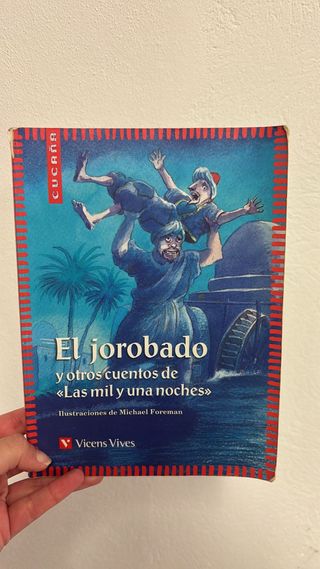 CUCAÑA
El jorobado
y otros cuentos de
«Las mil y una noches»
Ilustraciones de Michael Foreman
Vicens Vives